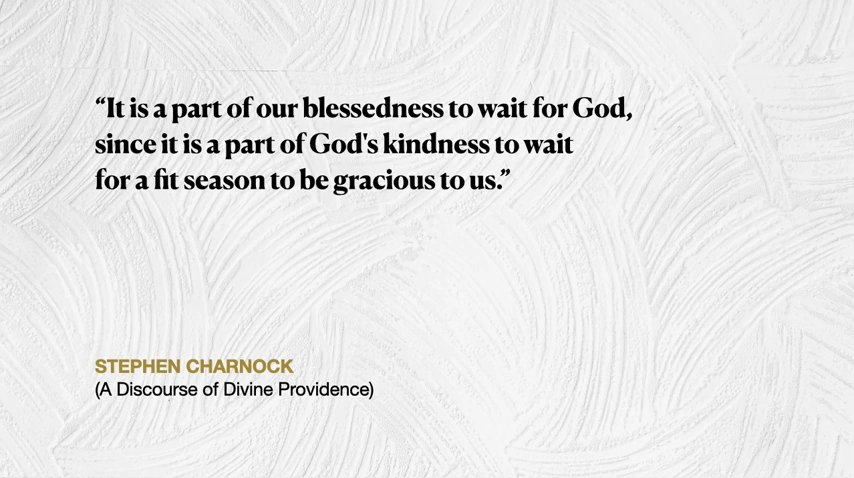 “It is a part of our blessedness to wait for God,
since it is a part of God's kindness to wait
for a fit season to be gracious to us.”
STEPHEN CHARNOCK
(A Discourse of Divine Providence)